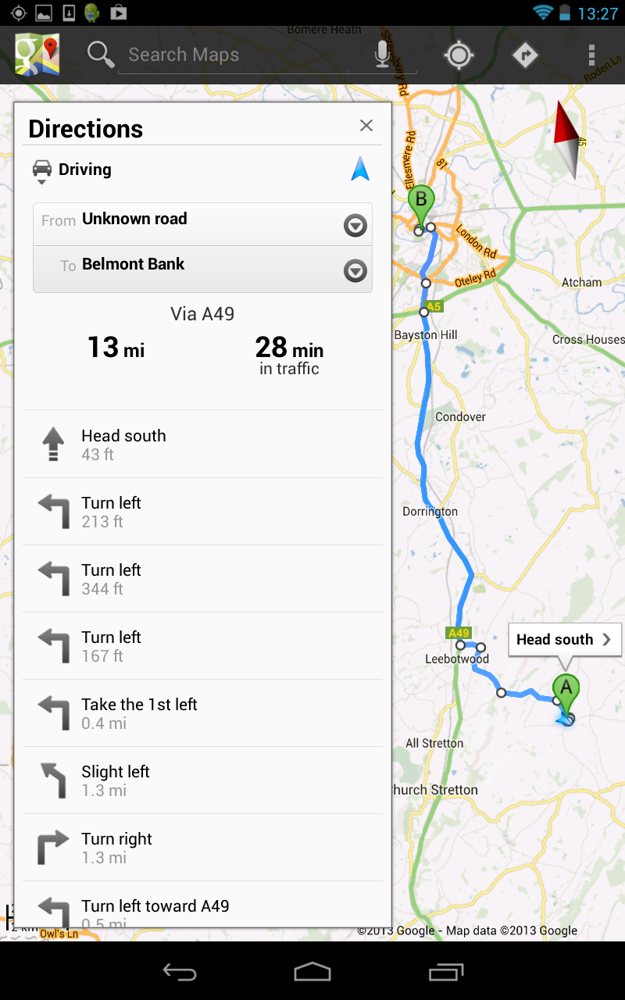 13:27
Bomere Heath
Search Maps
Shrewsbury Rd
Roden Ln
Directions
Driving
From Unknown road
To Belmont Bank
Via A49
13 mi
28 min
in traffic
Head south
43 ft
Turn left
213 ft
Turn left
344 ft
Turn left
167 ft
Take the 1st left
0.4 mi
Slight left
1.3 mi
Turn right
1.3 mi
Turn left toward A49
0.5 mi
Ellesmere Rd
81
45
B
London Rd
Oteley Rd
Atcham
A5
Bayston Hill
Cross Houses
Condover
Dorrington
A49
Leebotwood
Head south
A
All Stretton
hurch Stretton
Owl's Ln
©2013 Google - Map data ©2013 Google